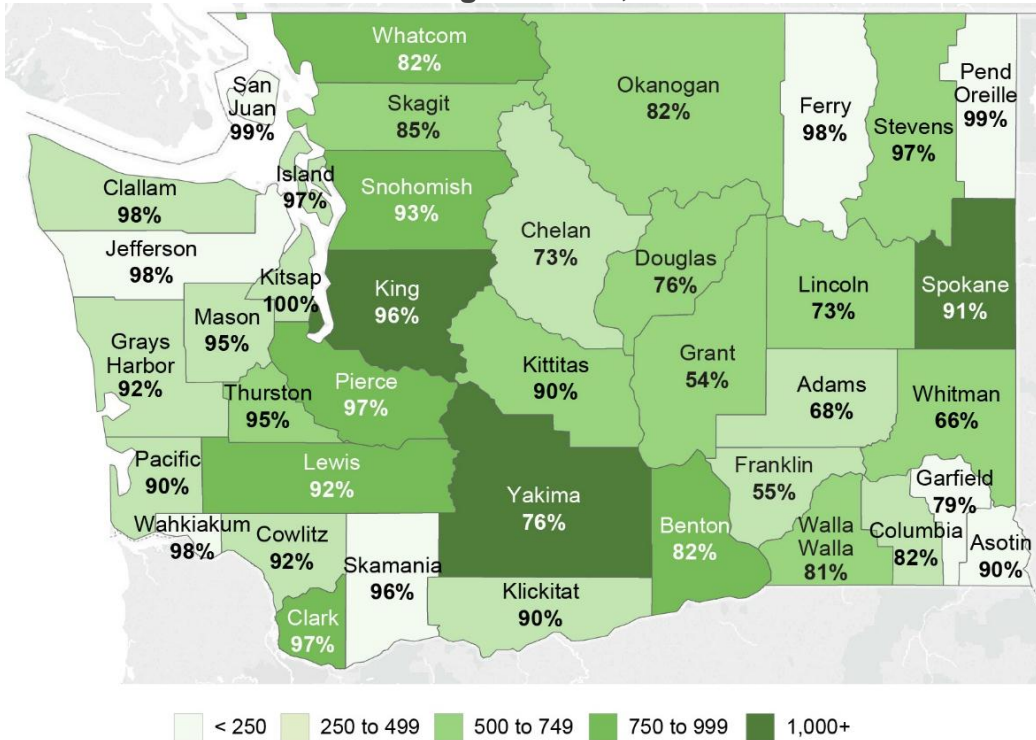 Whatcom
82%
San
Juan
99%
Skagit
85%
Okanogan
82%
Ferry
98%
Stevens
97%
Pend
Oreille
99%
Clallam
98%
Island
97%
Snohomish
93%
Chelan
73%
Douglas
76%
Jefferson
98%
Kitsap
100%
King
96%
Lincoln
73%
Spokane
91%
Grays
Harbor
92%
Mason
95%
Thurston
95%
Pierce
97%
Kittitas
90%
Grant
54%
Adams
68%
Whitman
66%
Pacific
90%
Lewis
92%
Yakima
76%
Franklin
55%
Garfield
79%
Wahkiakum
98%
Cowlitz
92%
Skamania
96%
Benton
82%
Walla
Walla
81%
Columbia
82%
Asotin
90%
Clark
97%
Klickitat
90%
< 250
250 to 499
500 to 749
750 to 999
1,000+